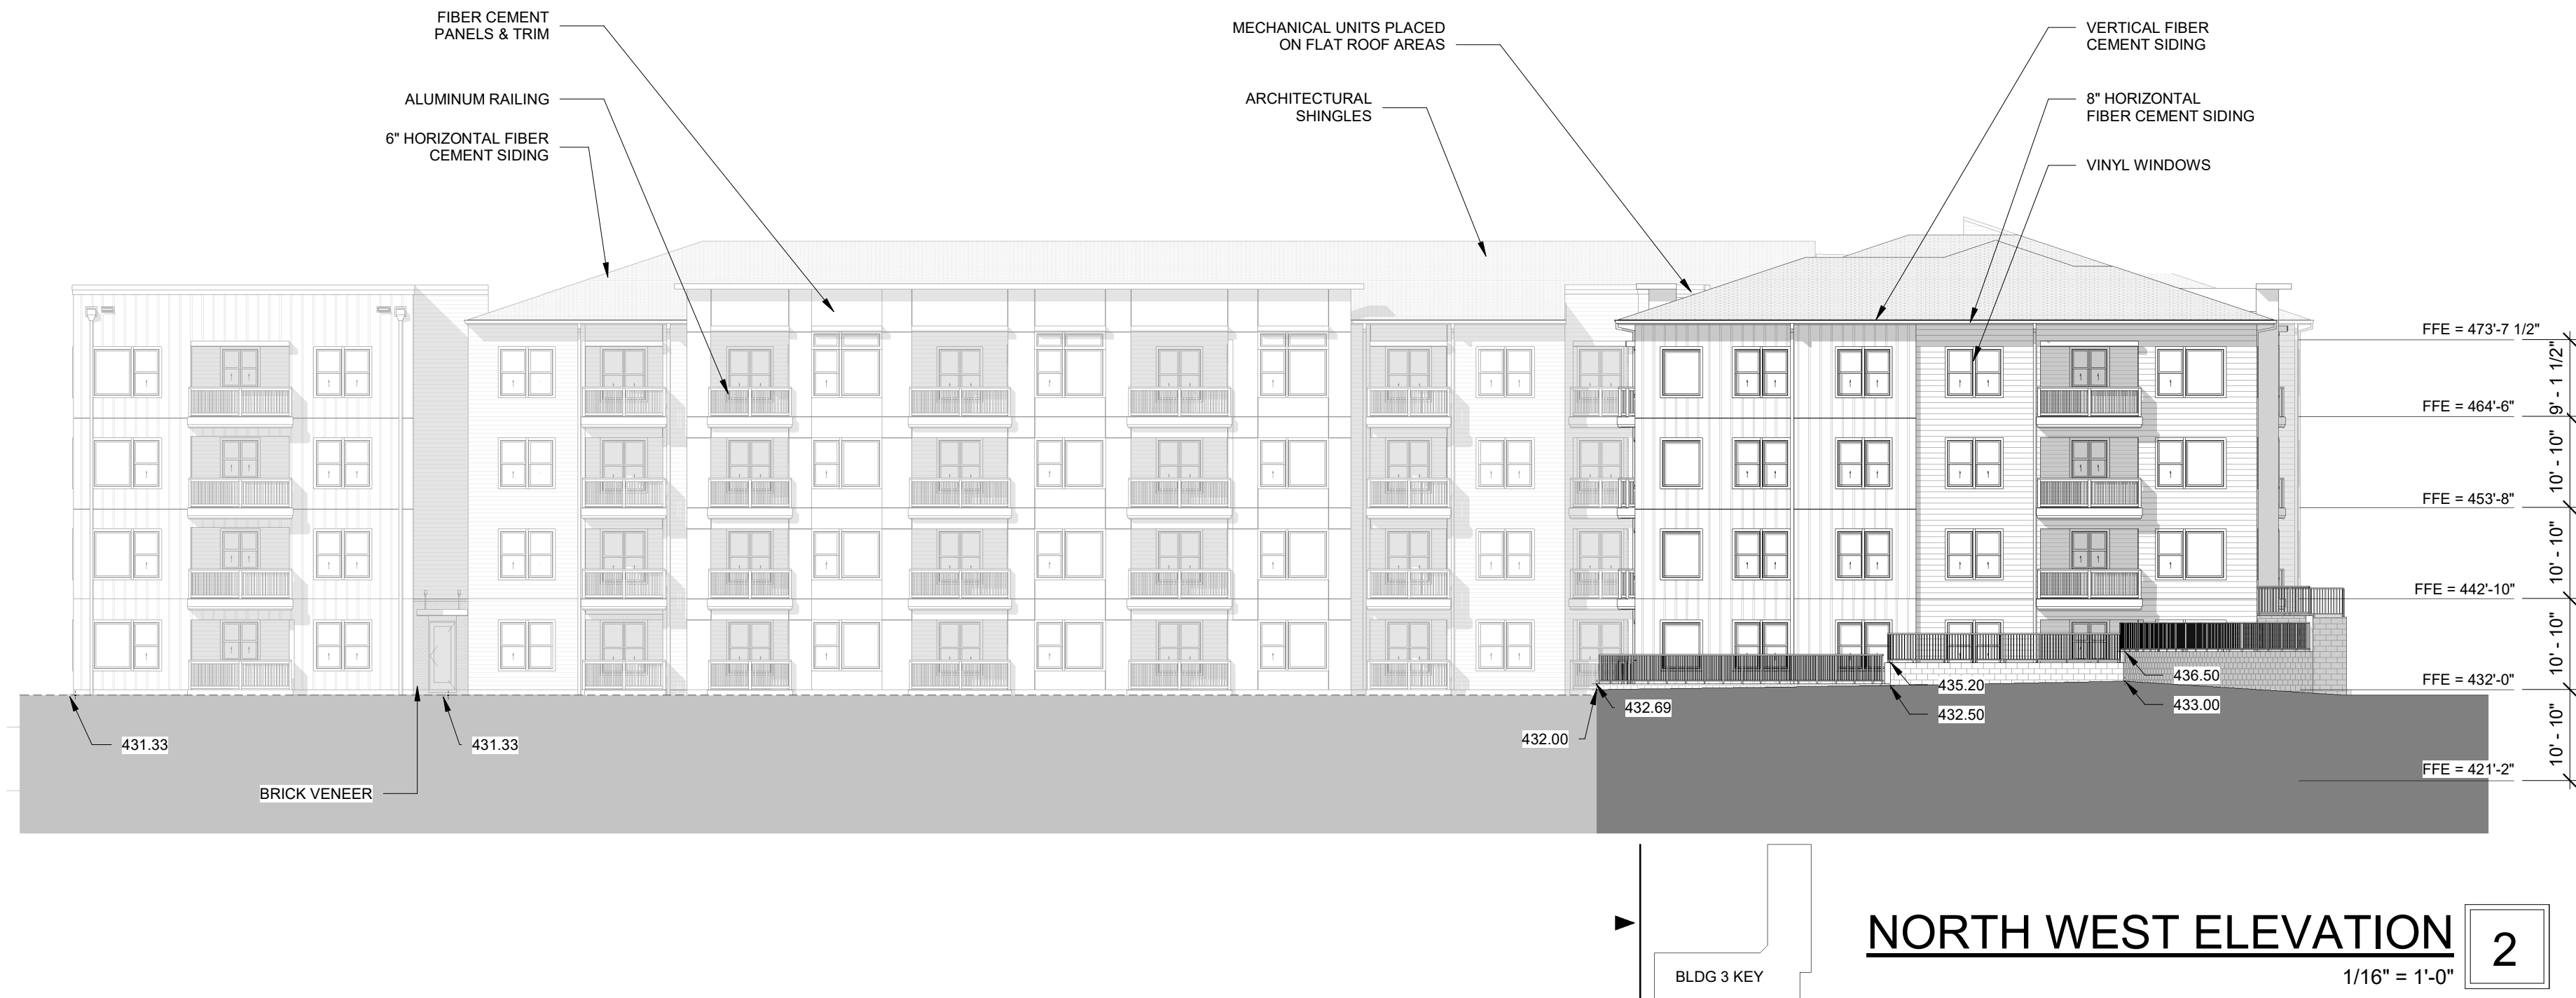 FIBER CEMENT
PANELS & TRIM
ALUMINUM RAILING
6" HORIZONTAL FIBER
CEMENT SIDING
MECHANICAL UNITS PLACED
ON FLAT ROOF AREAS
ARCHITECTURAL
SHINGLES
VERTICAL FIBER
CEMENT SIDING
8" HORIZONTAL
FIBER CEMENT SIDING
VINYL WINDOWS
FFE = 473'-7 1/2"
9' - 1 1/2"
FFE = 464'-6"
10' - 10"
FFE = 453'-8"
10' - 10"
FFE = 442'-10"
10' - 10"
FFE = 432'-0"
10' - 10"
FFE = 421'-2"
431.33
431.33
BRICK VENEER
432.00
432.69
435.20
432.50
436.50
433.00
BLDG 3 KEY
NORTH WEST ELEVATION
2
1/16" = 1'-0"